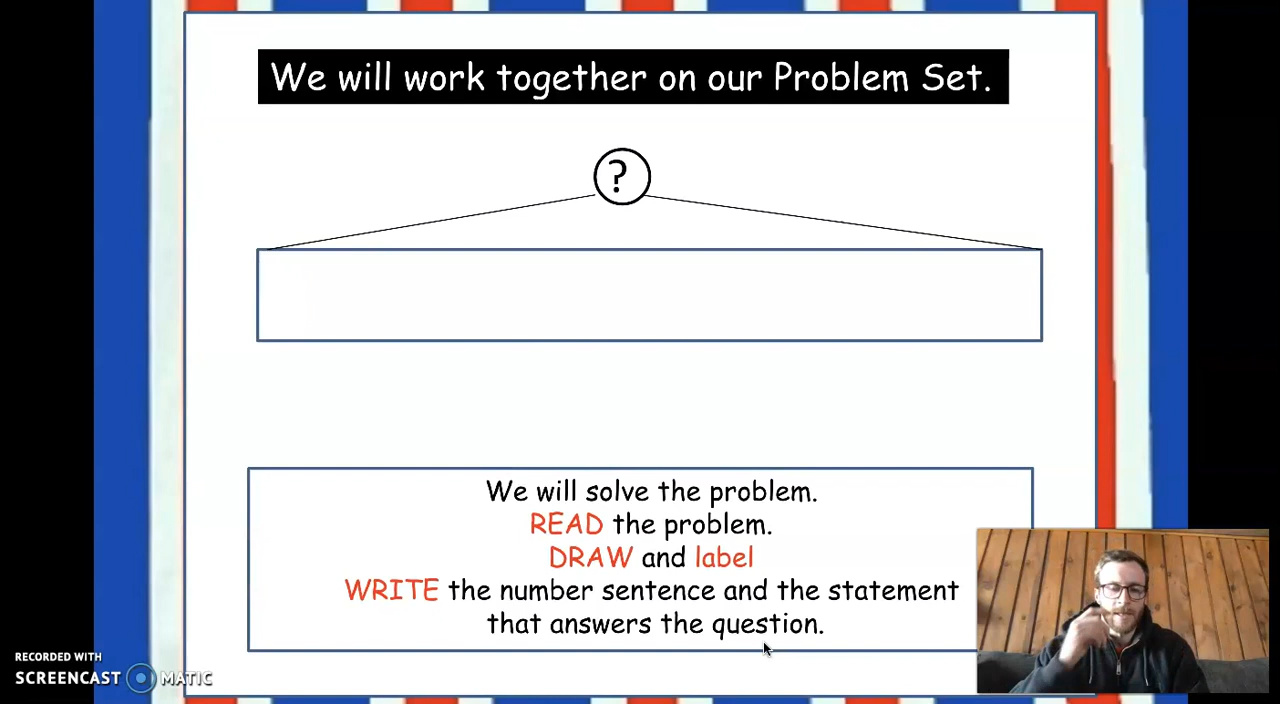 We will work together on our Problem Set.
?
We will solve the problem.
READ the problem.
DRAW and label
WRITE the number sentence and the statement
that answers the question.
RECORDED WITH
SCREENCAST MATIC